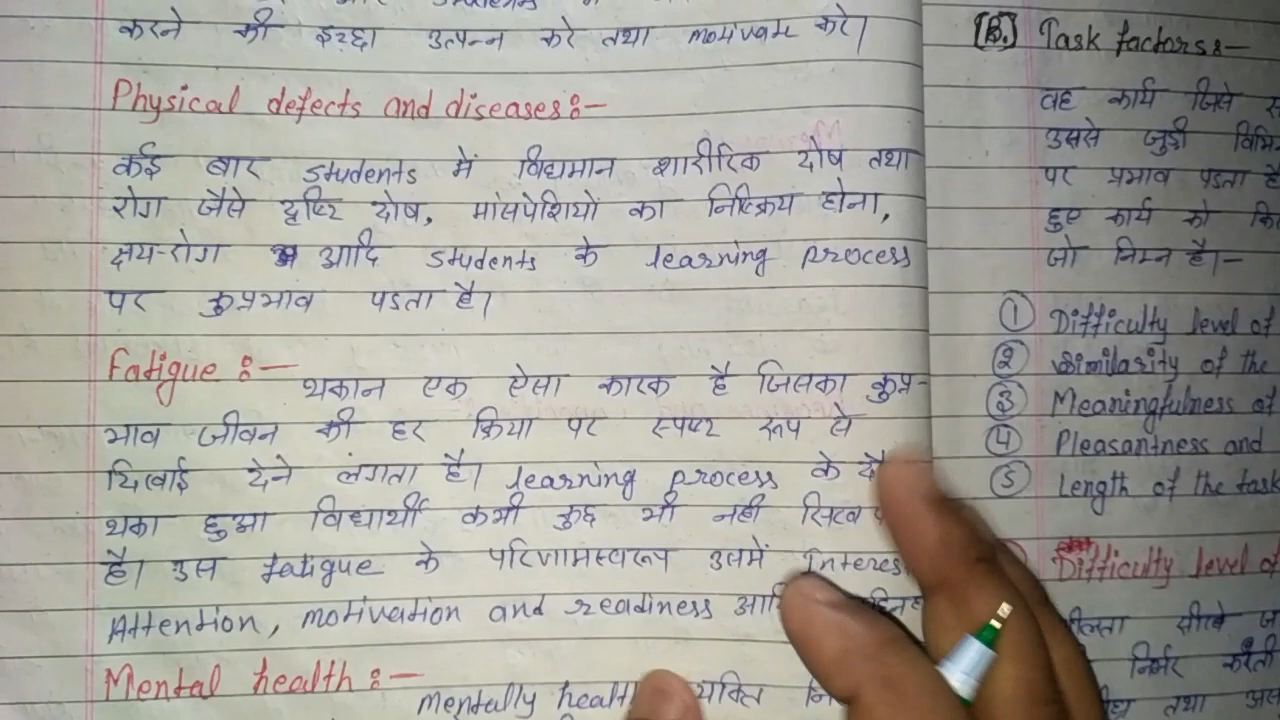 करने की इच्छा उत्पन्न करे तथा motivate करे।
Physical defects and diseases:-
कई बार students में विद्यमान शारीरिक दोष तथा
रोग जैसे दृष्टि दोष, मांसपेशियों का निष्क्रिय होना,
क्षय-रोग आदि students के learning process
पर कुप्रभाव पडता है।
Fatigue :-
थकान एक ऐसा कारक है जिसका कुप्र-
भाव जीवन की हर क्रिया पर स्पष्ट रूप से
दिखाई देने लगता है। learning process के
थका हुआ विद्यार्थी कभी कुछ भी नही सिख
है। उस fatigue के परिणामस्वरूप उसमें Interes
Attention, motivation and readiness
Mental health :-
mentally health व्यक्ति
[B.] Task factors:-
वह कार्य जिसे
उससे जुडी
पर प्रभाव पडता है
हुए कार्य को
जो निम्न है।-
① Difficulty level of
② Similarity of the
③ Meaningfulness of
④ Pleasantness and
⑤ Length of the task
Difficulty level of
सीखे
निर्भर करती
तथा